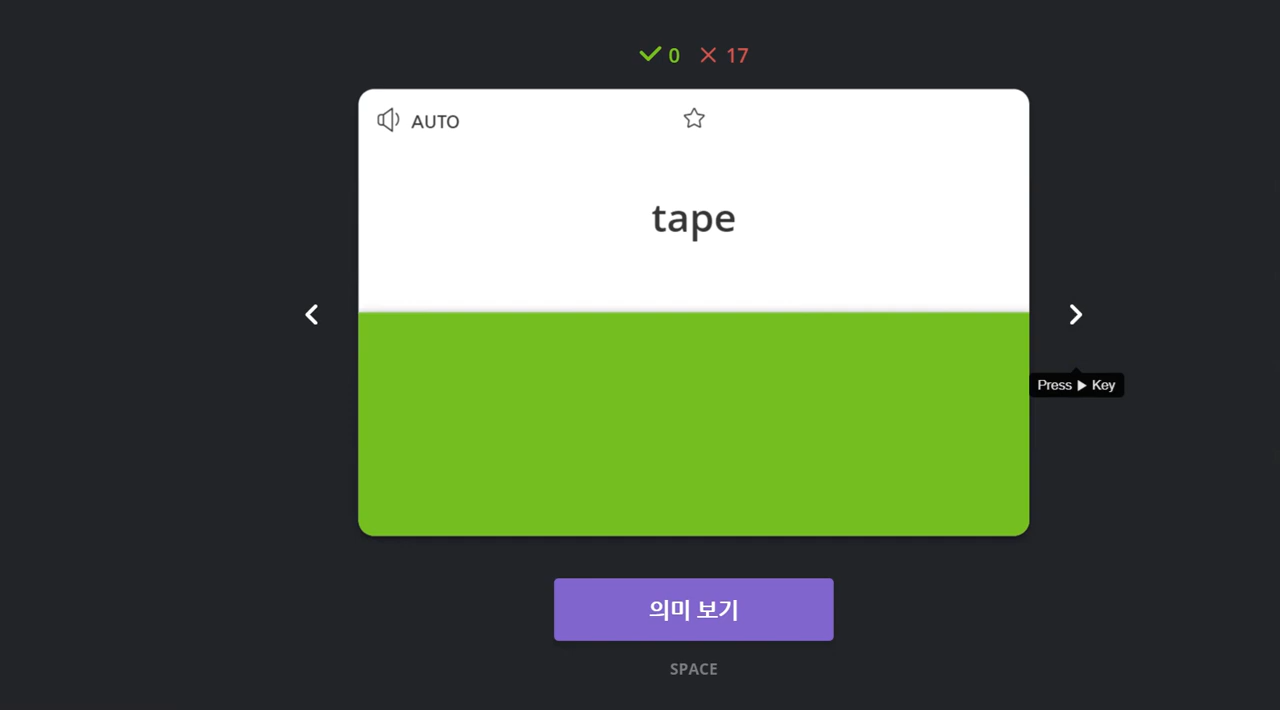 0 17
AUTO
tape
Press Key
의미 보기
SPACE